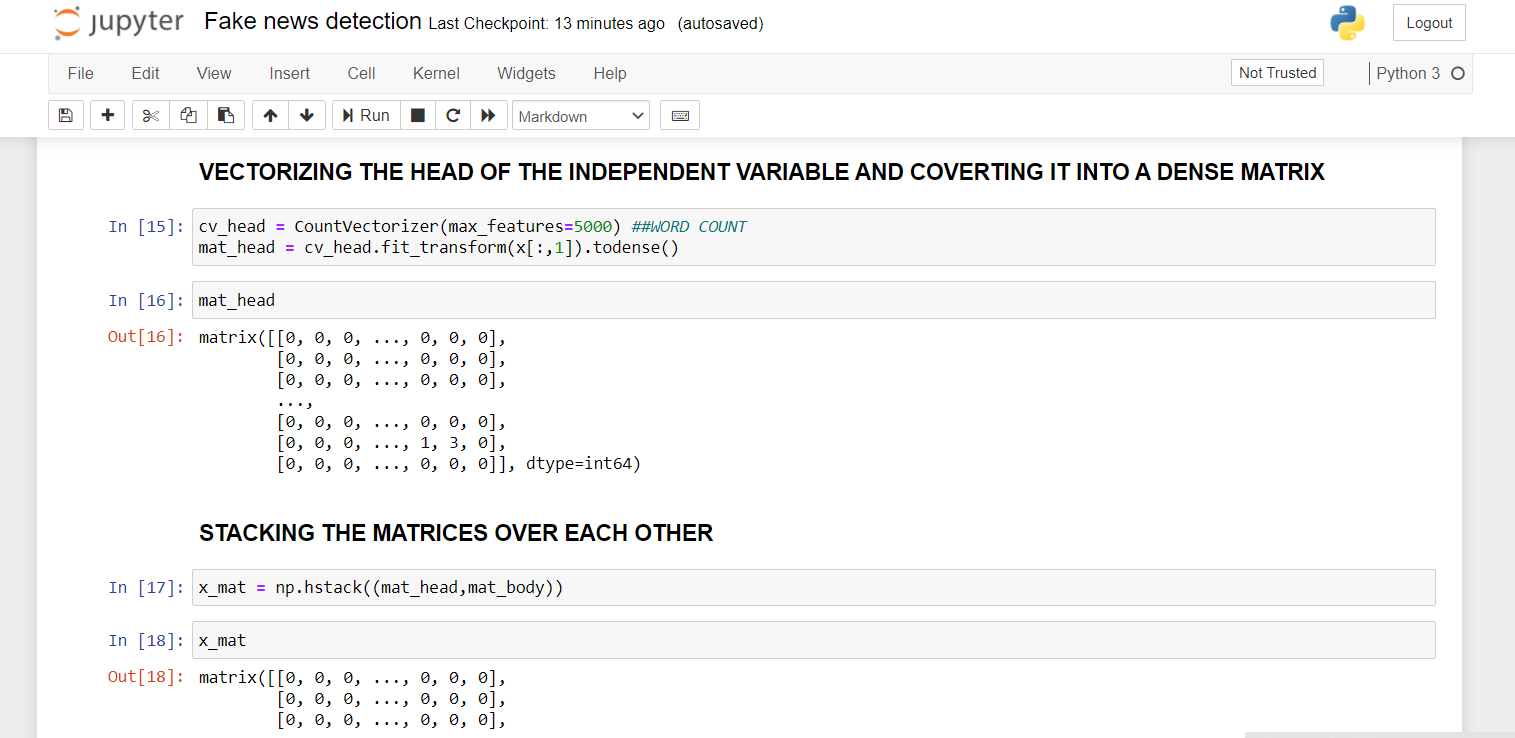 jupyter Fake news detection Last Checkpoint: 13 minutes ago (autosaved) Logout
File Edit View Insert Cell Kernel Widgets Help Not Trusted Python 3
Run Markdown
VECTORIZING THE HEAD OF THE INDEPENDENT VARIABLE AND COVERTING IT INTO A DENSE MATRIX
In [15]: cv_head = CountVectorizer(max_features=5000) ##WORD COUNT
mat_head = cv_head.fit_transform(x[:,1]).todense()
In [16]: mat_head
Out[16]: matrix([[0, 0, 0, ..., 0, 0, 0],
[0, 0, 0, ..., 0, 0, 0],
[0, 0, 0, ..., 0, 0, 0],
...,
[0, 0, 0, ..., 0, 0, 0],
[0, 0, 0, ..., 1, 3, 0],
[0, 0, 0, ..., 0, 0, 0]], dtype=int64)
STACKING THE MATRICES OVER EACH OTHER
In [17]: x_mat = np.hstack((mat_head,mat_body))
In [18]: x_mat
Out[18]: matrix([[0, 0, 0, ..., 0, 0, 0],
[0, 0, 0, ..., 0, 0, 0],
[0, 0, 0, ..., 0, 0, 0],